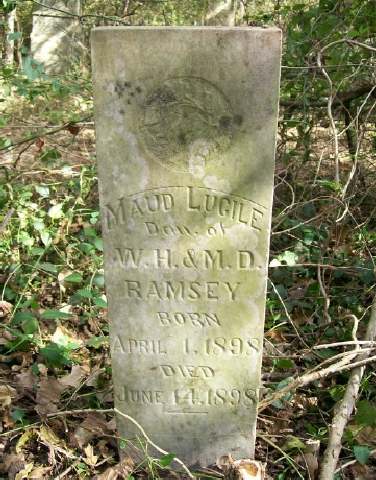 MAUD LUCILE
Dau. of
W. H. & M. D.
RAMSEY
BORN
APRIL 1, 1898
DIED
JUNE 14, 1898